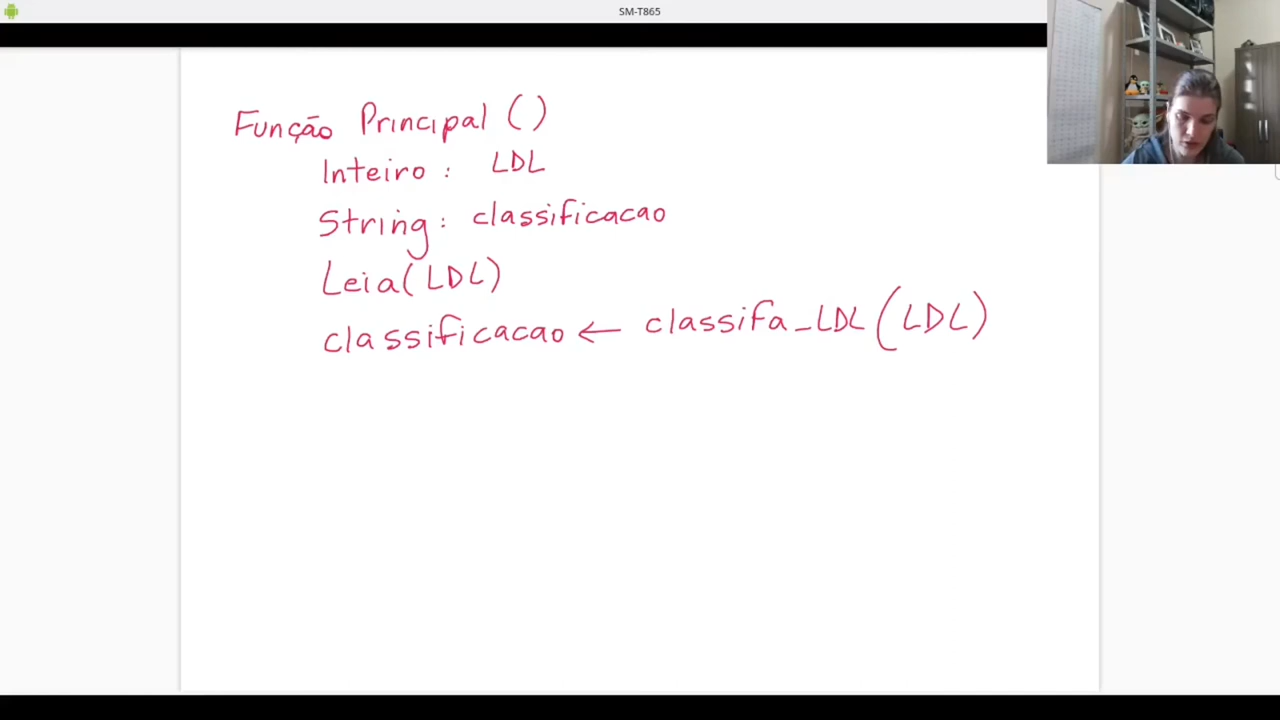 SM-T865
Função Principal ()
Inteiro : LDL
String : classificacao
Leia(LDL)
classificacao ← classifa_LDL (LDL)